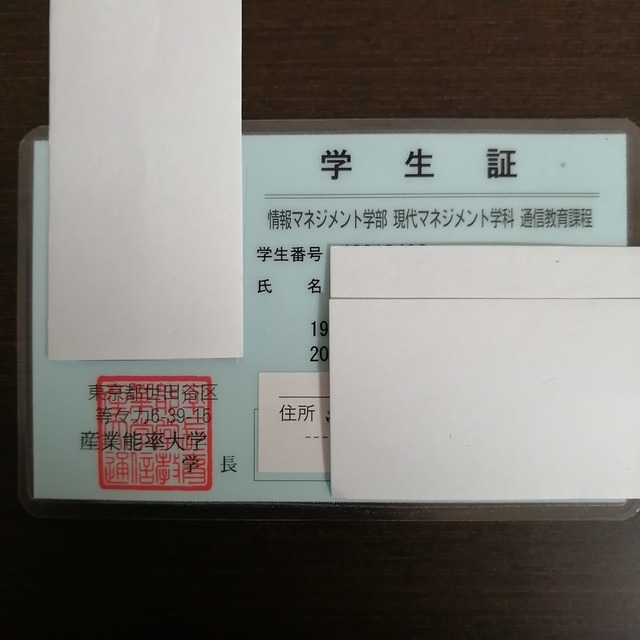 学生証
情報マネジメント学部 現代マネジメント学科 通信教育課程
学生番号
氏名
19
20
住所
東京都世田谷区
等々力6-39-15
産業能率大学
学長